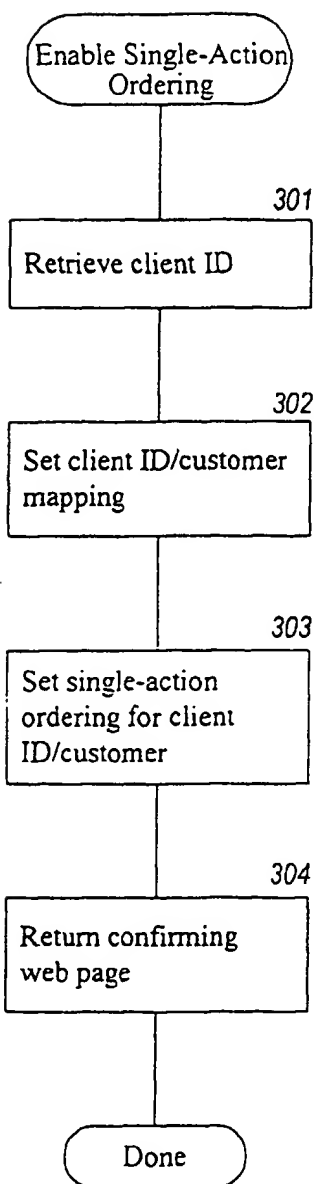 Enable Single-Action
Ordering
301
Retrieve client ID
302
Set client ID/customer
mapping
303
Set single-action
ordering for client
ID/customer
304
Return confirming
web page
Done